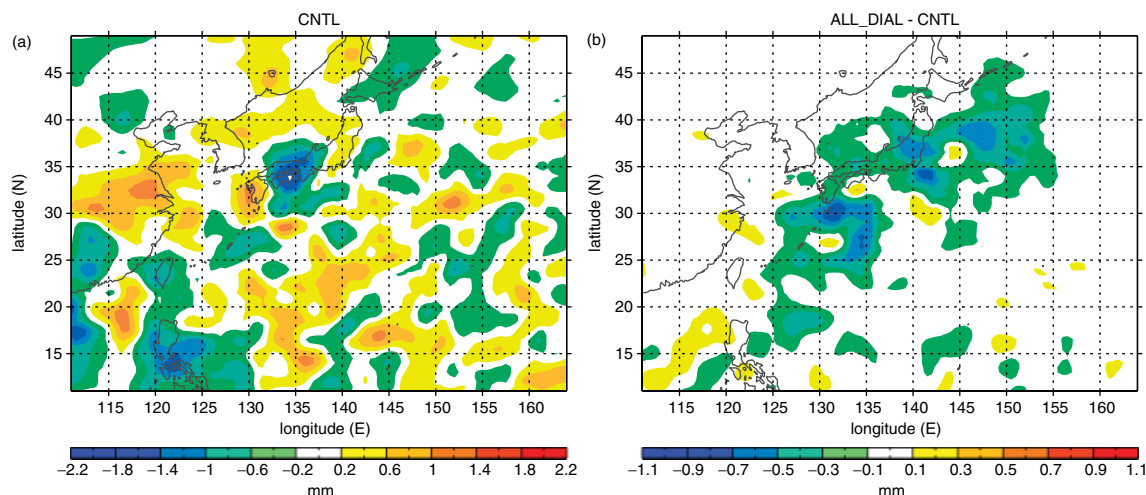 CNTL
(a)
latitude (N)
45
40
35
30
25
20
15
115 120 125 130 135 140 145 150 155 160
longitude (E)
−2.2 −1.8 −1.4 −1 −0.6 −0.2 0.2 0.6 1 1.4 1.8 2.2
mm
ALL_DIAL - CNTL
(b)
latitude (N)
45
40
35
30
25
20
15
115 120 125 130 135 140 145 150 155 160
longitude (E)
−1.1 −0.9 −0.7 −0.5 −0.3 −0.1 0.1 0.3 0.5 0.7 0.9 1.1
mm